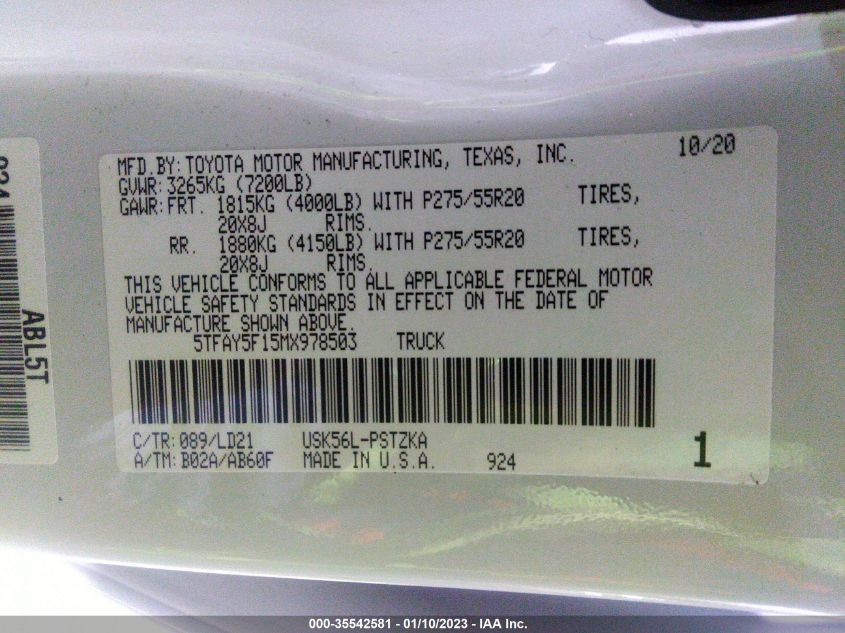 MFD.BY:TOYOTA MOTOR MANUFACTURING, TEXAS, INC. 10/20
GVWR:3265KG (7200LB)
GAWR:FRT. 1815KG (4000LB) WITH P275/55R20 TIRES,
20X8J RIMS.
RR. 1880KG (4150LB) WITH P275/55R20 TIRES,
20X8J RIMS.
THIS VEHICLE CONFORMS TO ALL APPLICABLE FEDERAL MOTOR
VEHICLE SAFETY STANDARDS IN EFFECT ON THE DATE OF
MANUFACTURE SHOWN ABOVE.
5TFAY5F15MX978503 TRUCK
C/TR:089/LD21 USK56L-PSTZKA
A/TM:B02A/AB60F MADE IN U.S.A. 924 1
ABL5T
000-35542581 - 01/10/2023 - IAA Inc.